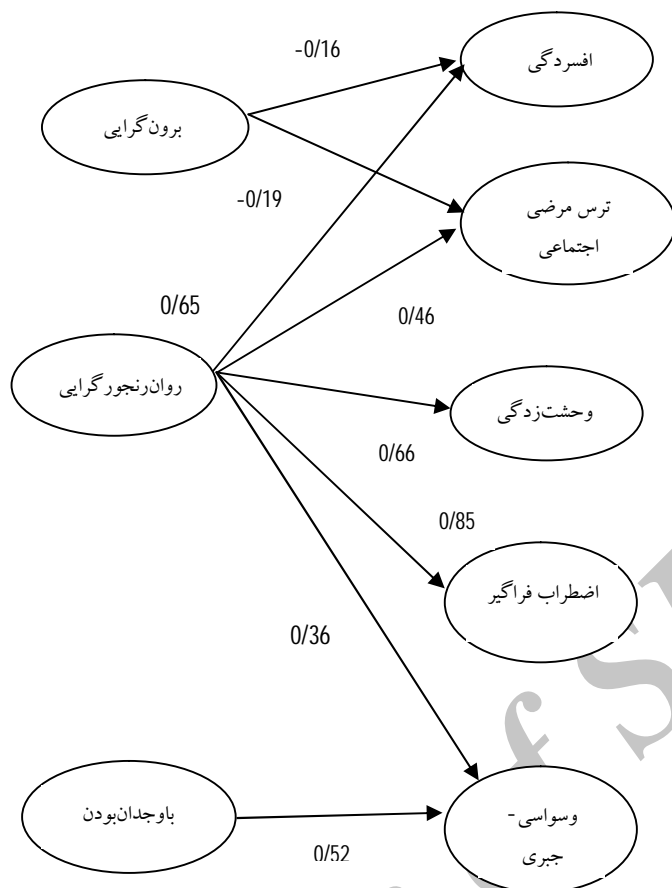 -0/16
افسردگی
برون‌گرایی
-0/19
ترس مرضی
اجتماعی
0/65
0/46
روان‌رنجورگرایی
وحشت‌زدگی
0/66
0/85
اضطراب فراگیر
0/36
باوجدان‌بودن
وسواسی-
جبری
0/52